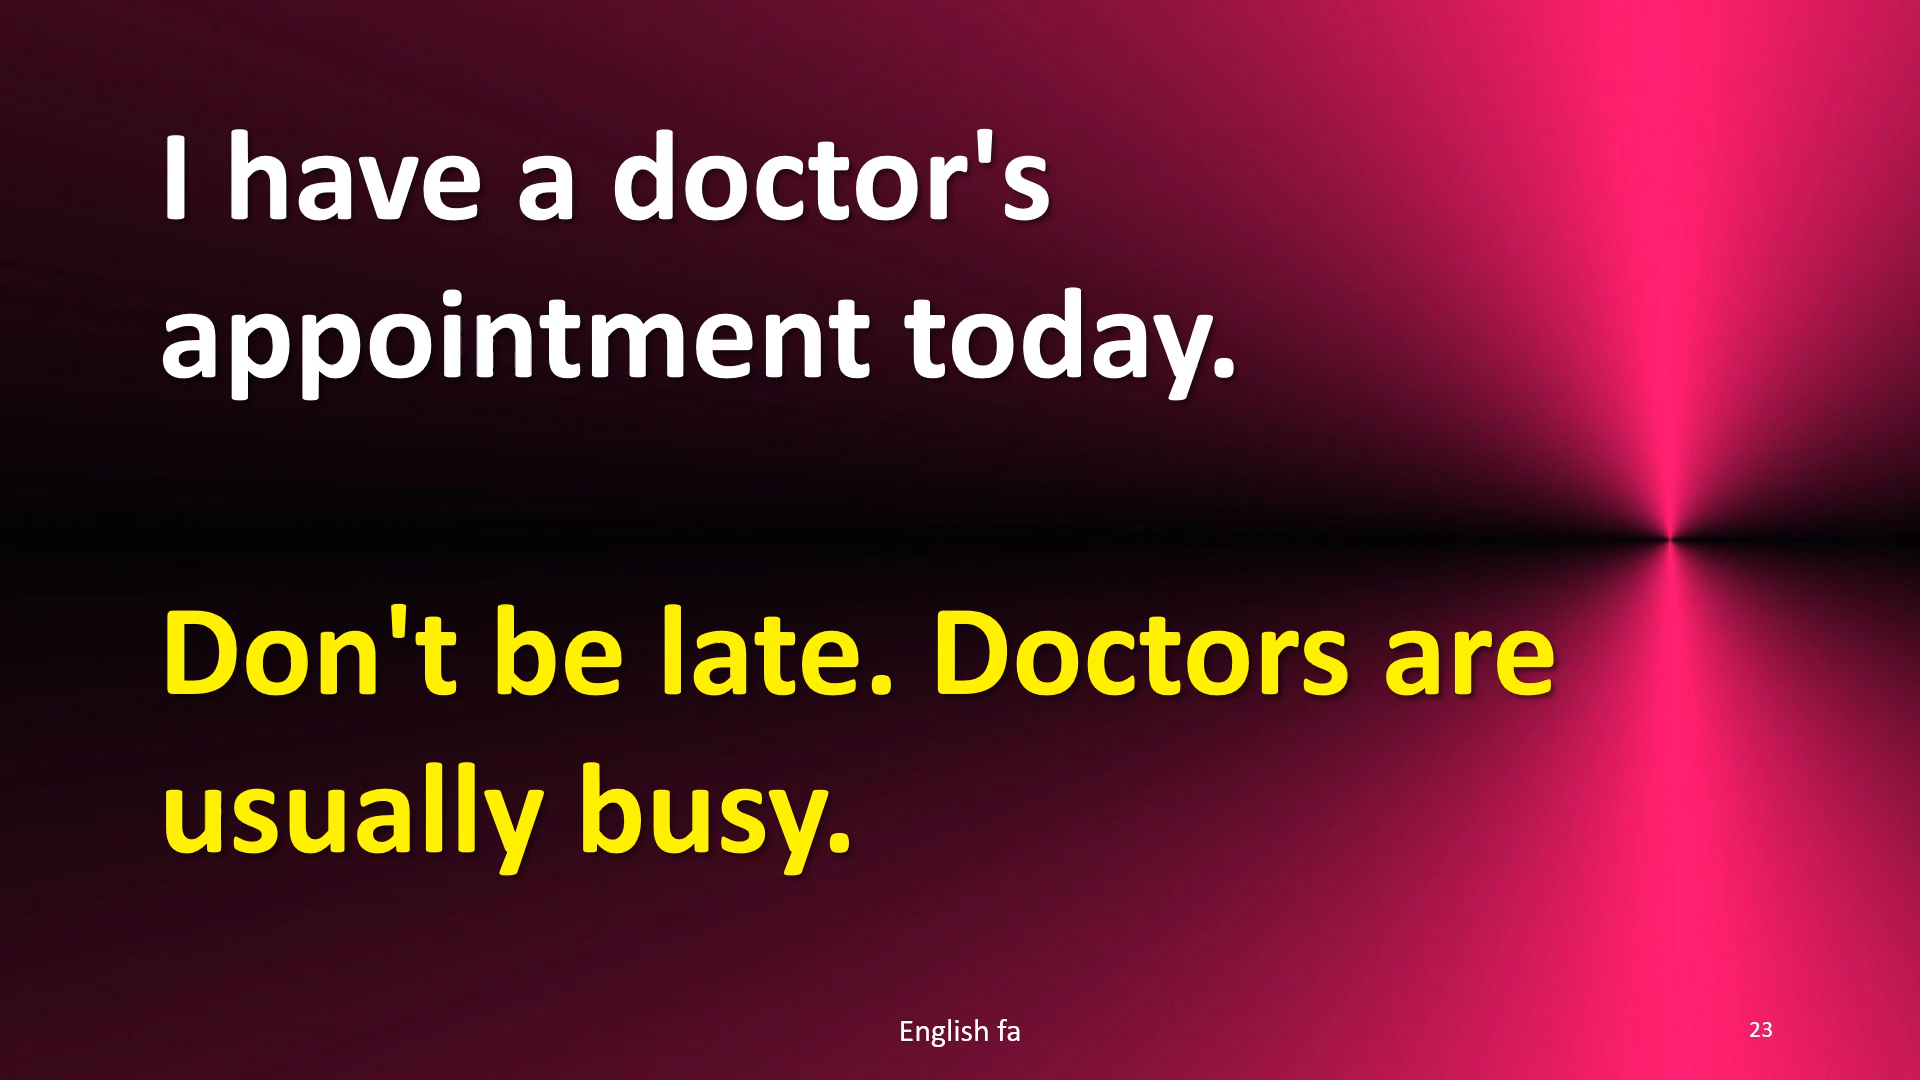 I have a doctor's
appointment today.
Don't be late. Doctors are
usually busy.
English fa
23